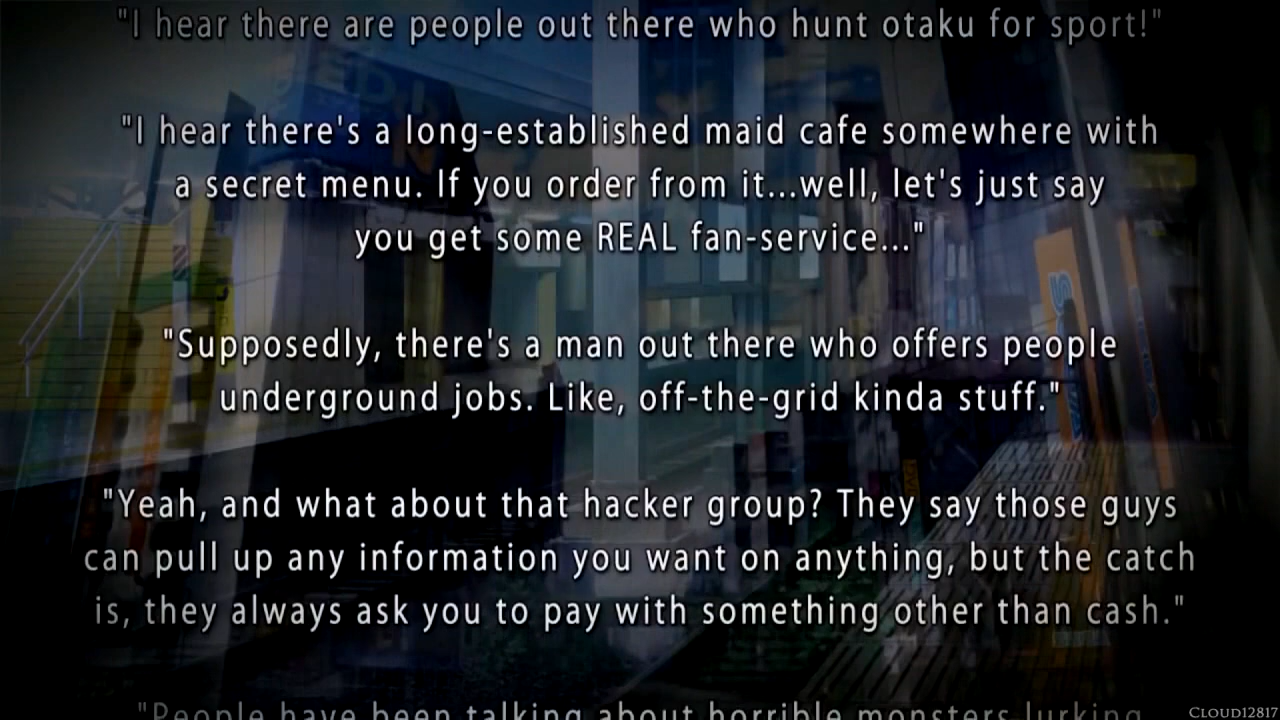 "I hear there are people out there who hunt otaku for sport!"
"I hear there's a long-established maid cafe somewhere with
a secret menu. If you order from it...well, let's just say
you get some REAL fan-service..."
"Supposedly, there's a man out there who offers people
underground jobs. Like, off-the-grid kinda stuff."
"Yeah, and what about that hacker group? They say those guys
can pull up any information you want on anything, but the catch
is, they always ask you to pay with something other than cash."
"People have been talking about horrible monsters lurking
Cloud12817